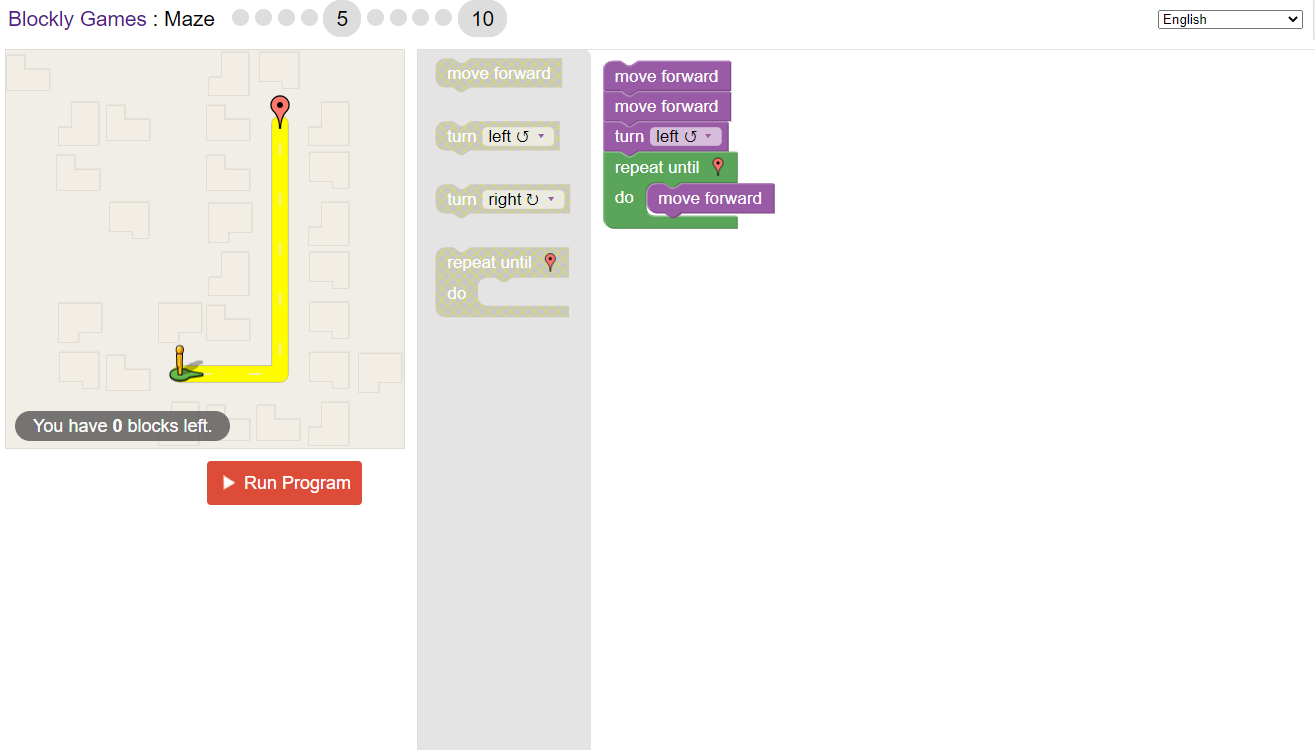 Blockly Games : Maze 5 10 English
move forward
turn left ↺
turn right ↻
repeat until
do
move forward
move forward
turn left ↺
repeat until
do move forward
You have 0 blocks left.
Run Program